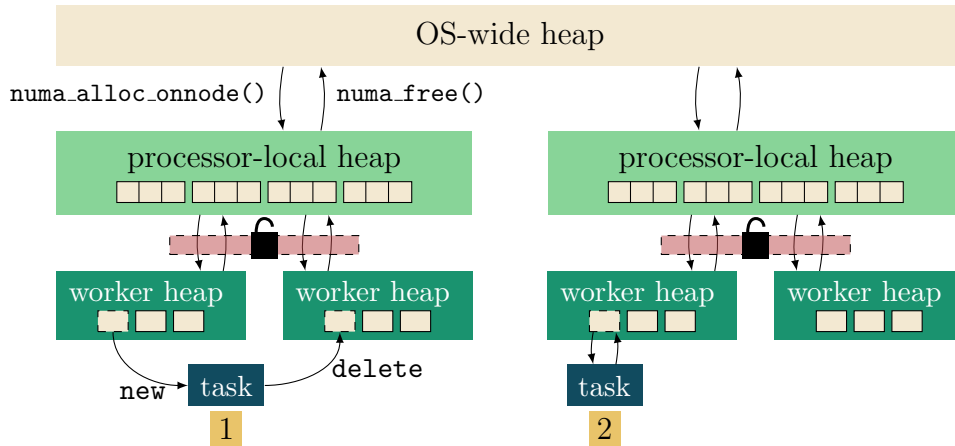 OS-wide heap
numa_alloc_onnode()
numa_free()
processor-local heap
processor-local heap
worker heap
worker heap
worker heap
worker heap
new
task
delete
task
1
2